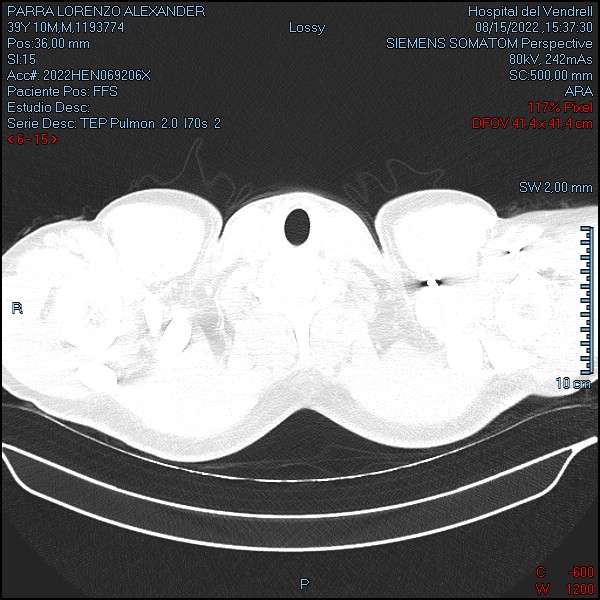 PARRA LORENZO ALEXANDER
39Y 10M,M,1193774
Pos:36,00 mm
SI:15
Acc#: 2022HEN069206X
Paciente Pos: FFS
Estudio Desc:
Serie Desc: TEP Pulmon 2.0 I70s 2
< 6 - 15 >
Lossy
Hospital del Vendrell
08/15/2022 ,15:37:30
SIEMENS SOMATOM Perspective
80kV, 242mAs
SC:500,00 mm
ARA
117% Pixel
DFOV 41,4 x 41,4 cm
SW 2,00 mm
R
10 cm
P
C -600
W 1200